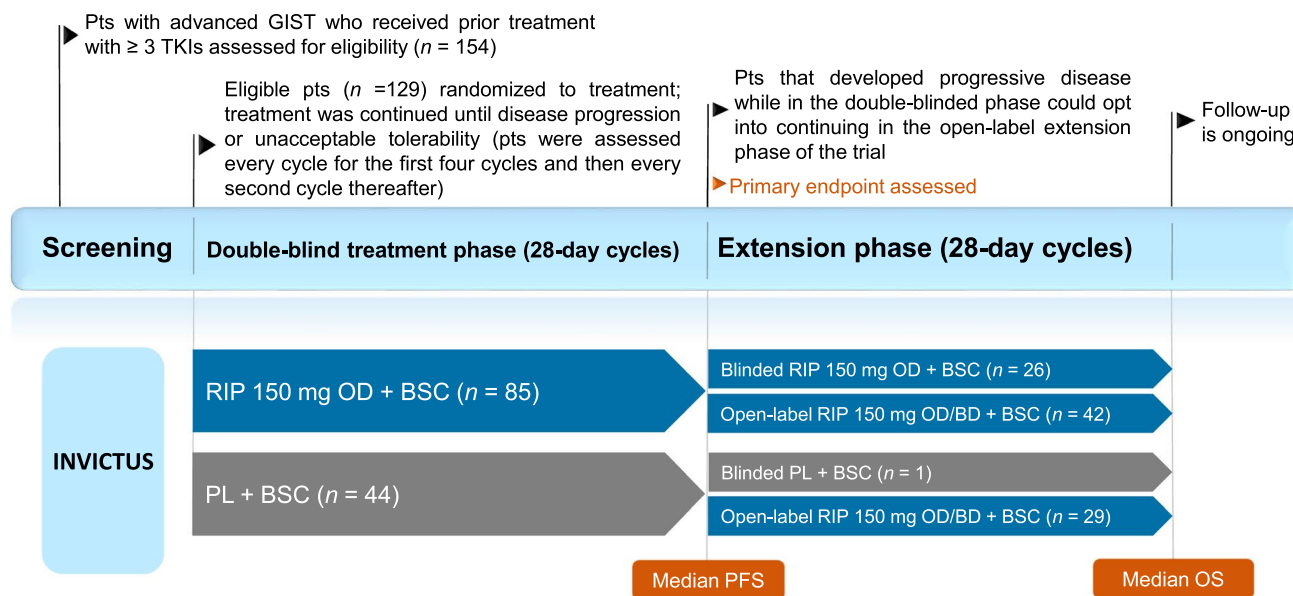 Pts with advanced GIST who received prior treatment
with ≥ 3 TKIs assessed for eligibility (n = 154)
Eligible pts (n =129) randomized to treatment;
treatment was continued until disease progression
or unacceptable tolerability (pts were assessed
every cycle for the first four cycles and then every
second cycle thereafter)
Pts that developed progressive disease
while in the double-blinded phase could opt
into continuing in the open-label extension
phase of the trial
Primary endpoint assessed
Follow-up
is ongoing
Screening
Double-blind treatment phase (28-day cycles)
Extension phase (28-day cycles)
INVICTUS
RIP 150 mg OD + BSC (n = 85)
PL + BSC (n = 44)
Blinded RIP 150 mg OD + BSC (n = 26)
Open-label RIP 150 mg OD/BD + BSC (n = 42)
Blinded PL + BSC (n = 1)
Open-label RIP 150 mg OD/BD + BSC (n = 29)
Median PFS
Median OS